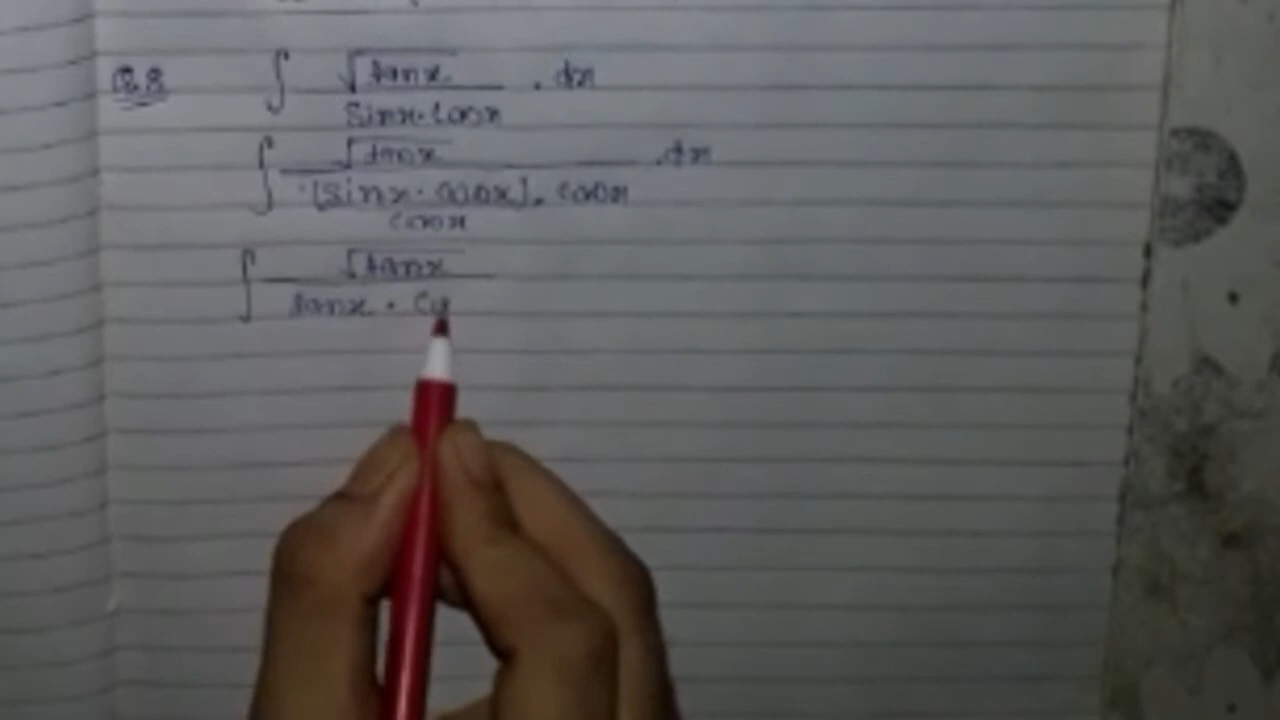 Q.8 ∫ √tanx / Sinx·Cosx . dx
∫ √tanx / [Sinx·Cosx]/Cosx . Cosx . dx
∫ √tanx / tanx · Co